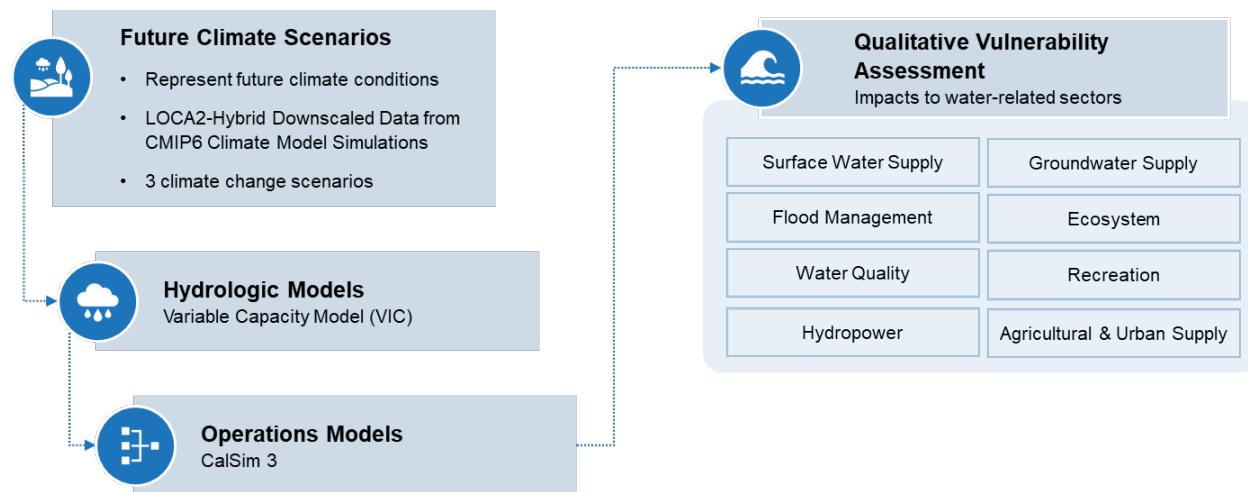 Future Climate Scenarios
• Represent future climate conditions
• LOCA2-Hybrid Downscaled Data from
CMIP6 Climate Model Simulations
• 3 climate change scenarios
Hydrologic Models
Variable Capacity Model (VIC)
Operations Models
CalSim 3
Qualitative Vulnerability
Assessment
Impacts to water-related sectors
Surface Water Supply
Groundwater Supply
Flood Management
Ecosystem
Water Quality
Recreation
Hydropower
Agricultural & Urban Supply